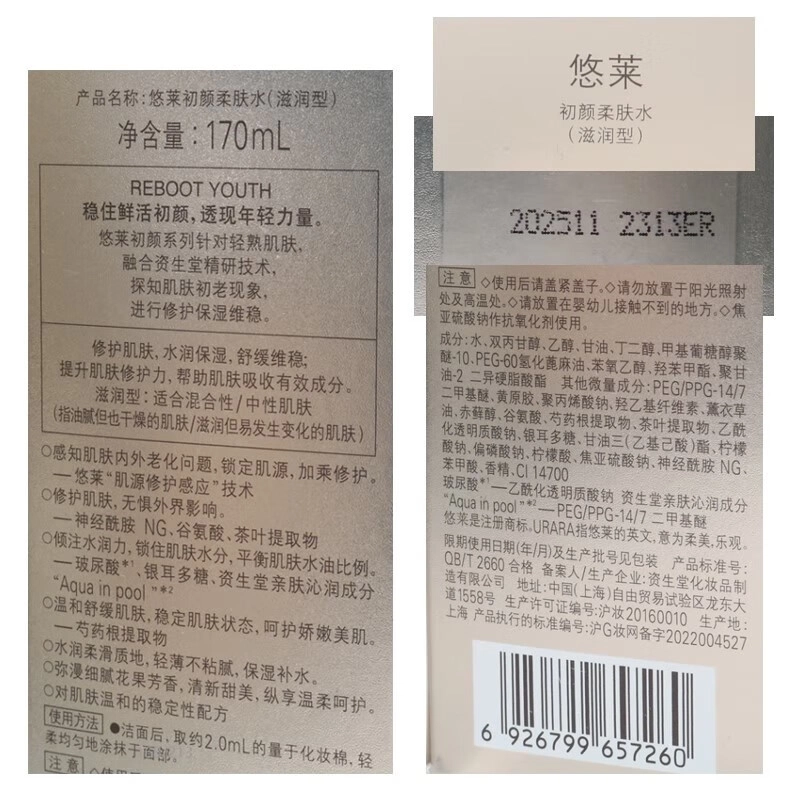 产品名称:悠莱初颜柔肤水(滋润型)
净含量:170mL
REBOOT YOUTH
稳住鲜活初颜,透现年轻力量。
悠莱初颜系列针对轻熟肌肤,
融合资生堂精研技术,
探知肌肤初老现象,
进行修护保湿维稳。
修护肌肤,水润保湿,舒缓维稳;
提升肌肤修护力,帮助肌肤吸收有效成分。
滋润型:适合混合性/中性肌肤
(指油腻但也干燥的肌肤/滋润但易发生变化的肌肤)
○感知肌肤内外老化问题,锁定肌源,加乘修护。
—悠莱“肌源修护感应”技术
○修护肌肤,无惧外界影响。
—神经酰胺 NG、谷氨酸、茶叶提取物
○倾注水润力,锁住肌肤水分,平衡肌肤水油比例。
—玻尿酸*1、银耳多糖、资生堂亲肤沁润成分
“Aqua in pool”*2
○温和舒缓肌肤,稳定肌肤状态,呵护娇嫩美肌。
—芍药根提取物
○水润柔滑质地,轻薄不粘腻,保湿补水。
○弥漫细腻花果芳香,清新甜美,纵享温柔呵护。
○对肌肤温和的稳定性配方
使用方法 ●洁面后,取约2.0mL的量于化妆棉,轻
柔均匀地涂抹于面部。
注意
悠莱
初颜柔肤水
(滋润型)
202511 2313ER
注意 ◇使用后请盖紧盖子。◇请勿放置于阳光照射
处及高温处。◇请放置在婴幼儿接触不到的地方。◇焦
亚硫酸钠作抗氧化剂使用。
成分:水、双丙甘醇、乙醇、甘油、丁二醇、甲基葡糖醇聚
醚-10、PEG-60氢化蓖麻油、苯氧乙醇、羟苯甲酯、聚甘
油-2 二异硬脂酸酯 其他微量成分:PEG/PPG-14/7
二甲基醚、黄原胶、聚丙烯酸钠、羟乙基纤维素、薰衣草
油、赤藓醇、谷氨酸、芍药根提取物、茶叶提取物、乙酰
化透明质酸钠、银耳多糖、甘油三(乙基己酸)酯、柠檬
酸钠、偏磷酸钠、柠檬酸、焦亚硫酸钠、神经酰胺 NG、
苯甲酸、香精、CI 14700
玻尿酸*1—乙酰化透明质酸钠 资生堂亲肤沁润成分
“Aqua in pool”*2—PEG/PPG-14/7 二甲基醚
悠莱是注册商标。URARA指悠莱的英文,意为柔美,乐观。
限期使用日期(年/月)及生产批号见包装 产品标准号:
QB/T 2660 合格 备案人/生产企业:资生堂化妆品制
造有限公司 地址:中国(上海)自由贸易试验区龙东大
道1558号 生产许可证编号:沪妆20160010 生产地:
上海 产品执行的标准编号:沪G妆网备字2022004527
6 926799 657260